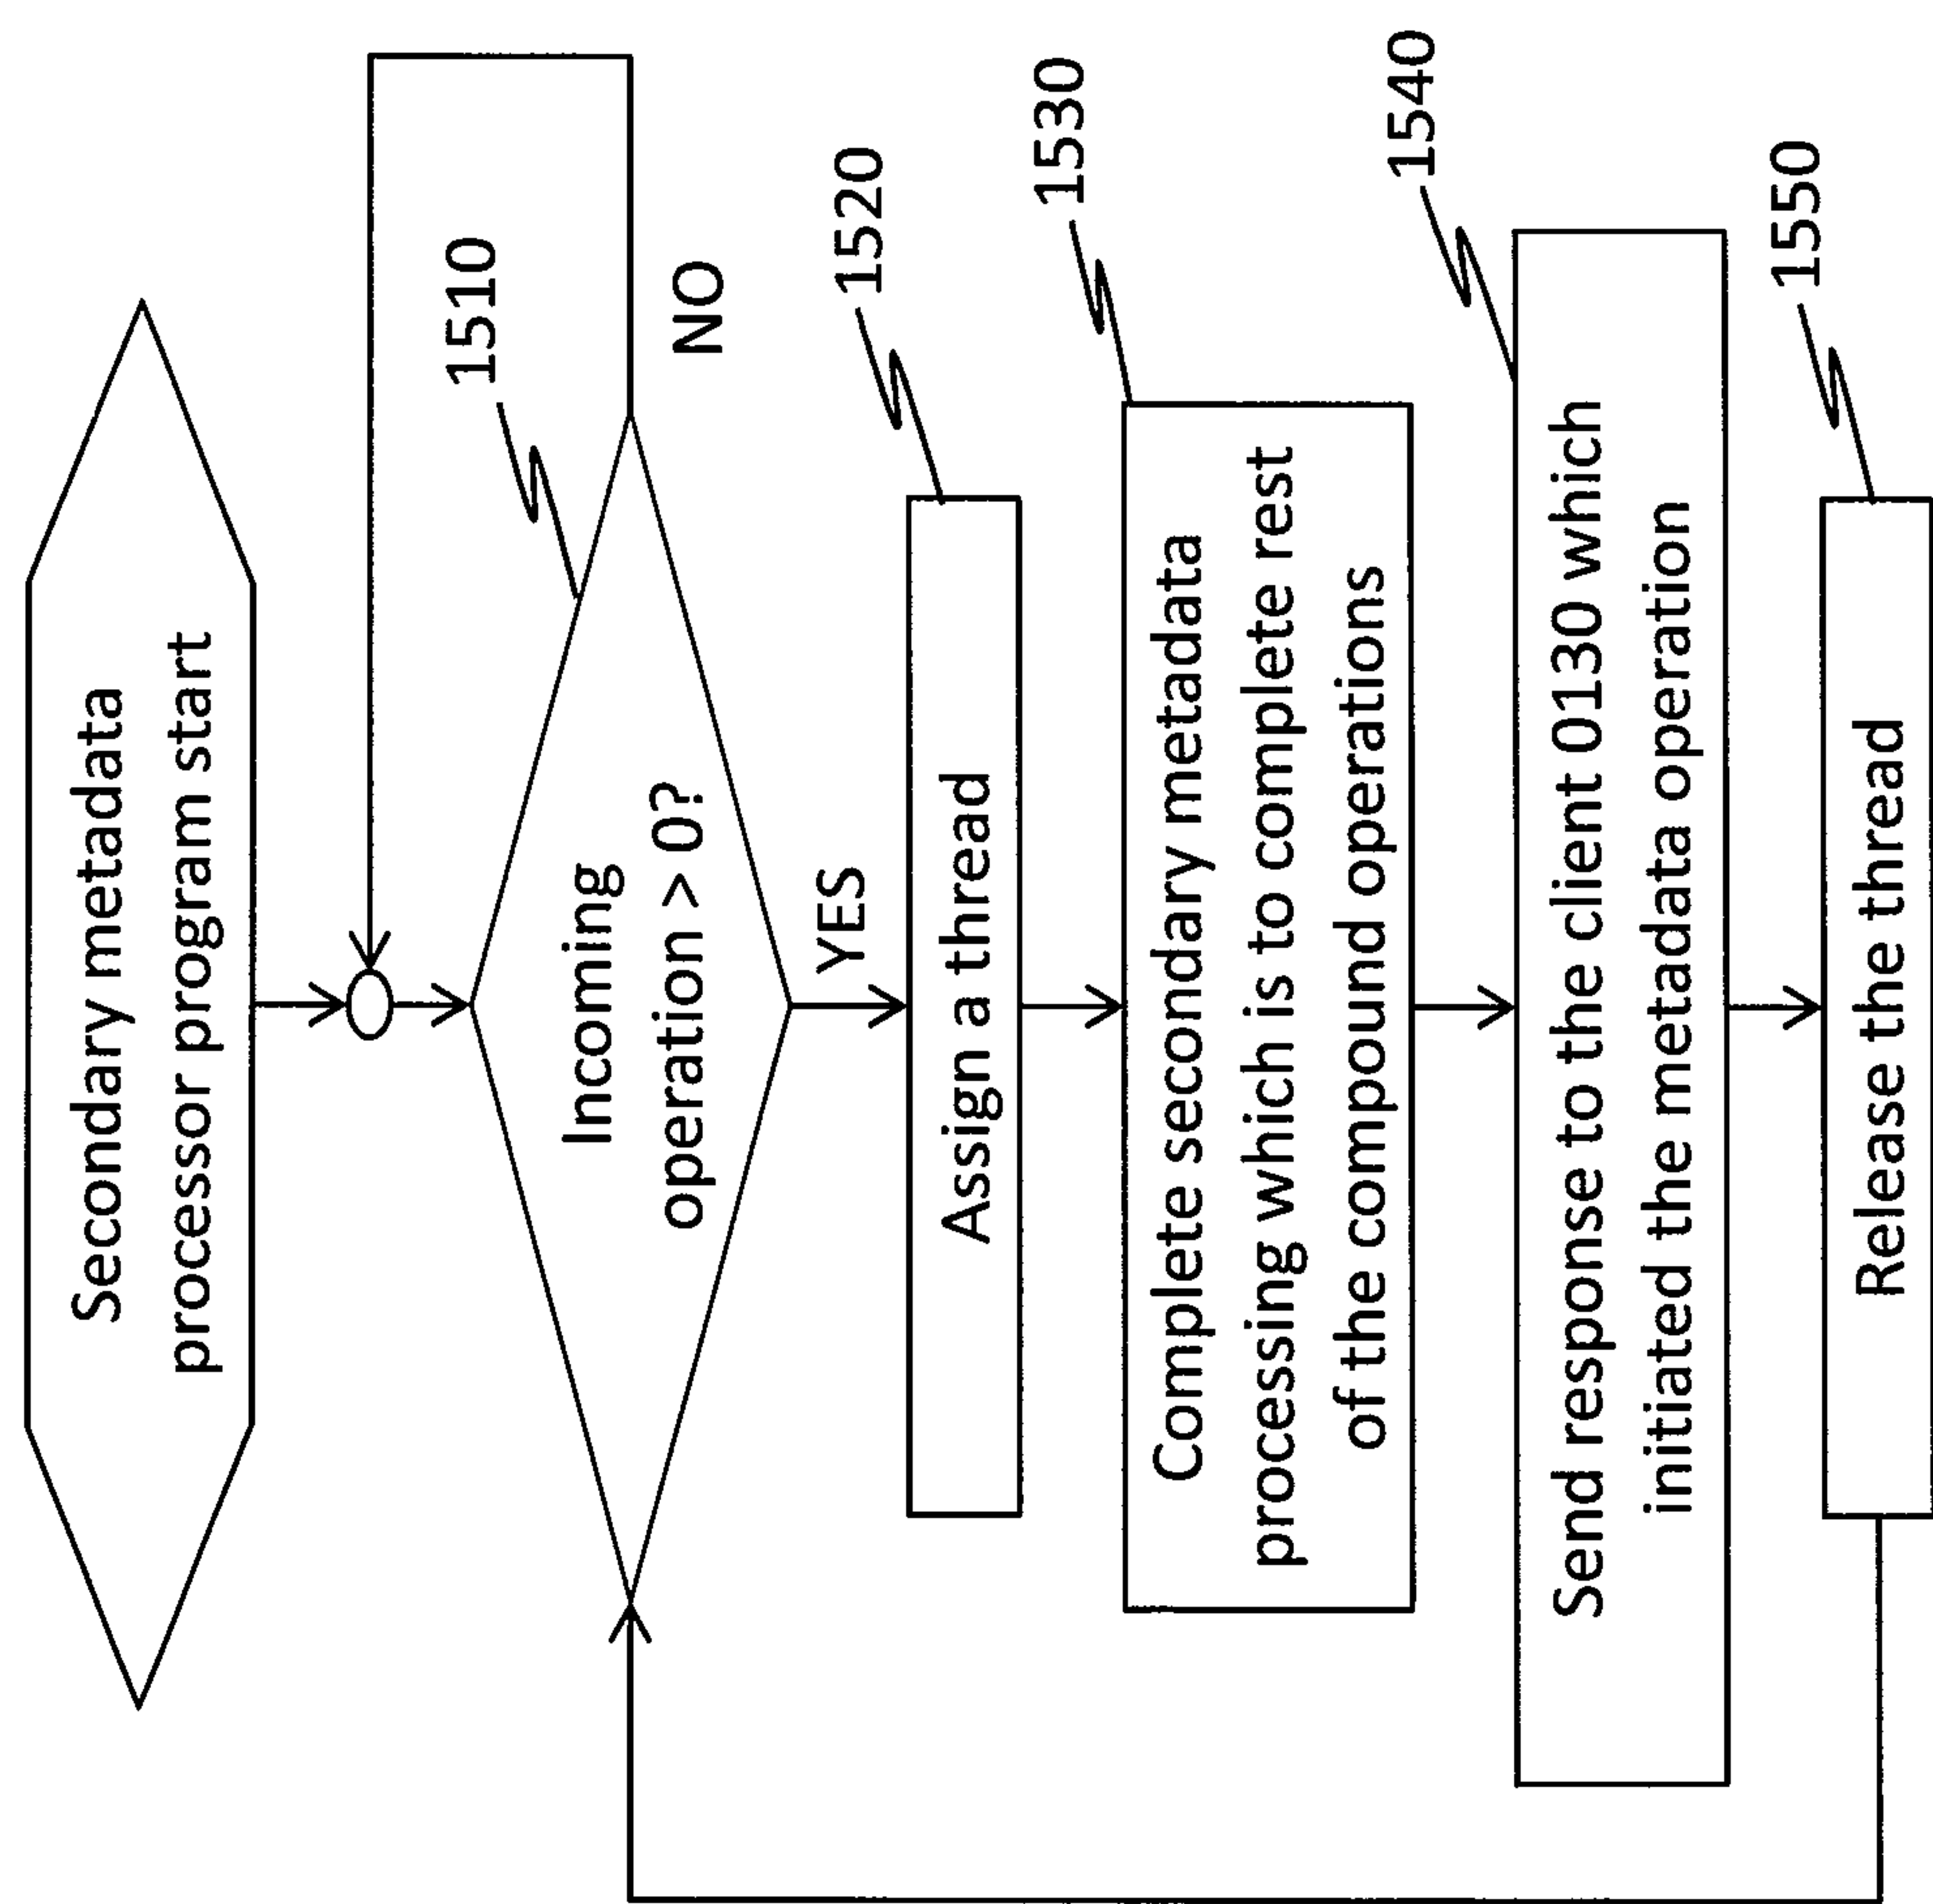 Secondary metadata
processor program start
1510
Incoming
operation > 0?
NO
YES
1520
Assign a thread
1530
Complete secondary metadata
processing which is to complete rest
of the compound operations
1540
Send response to the client 0130 which
initiated the metadata operation
1550
Release the thread